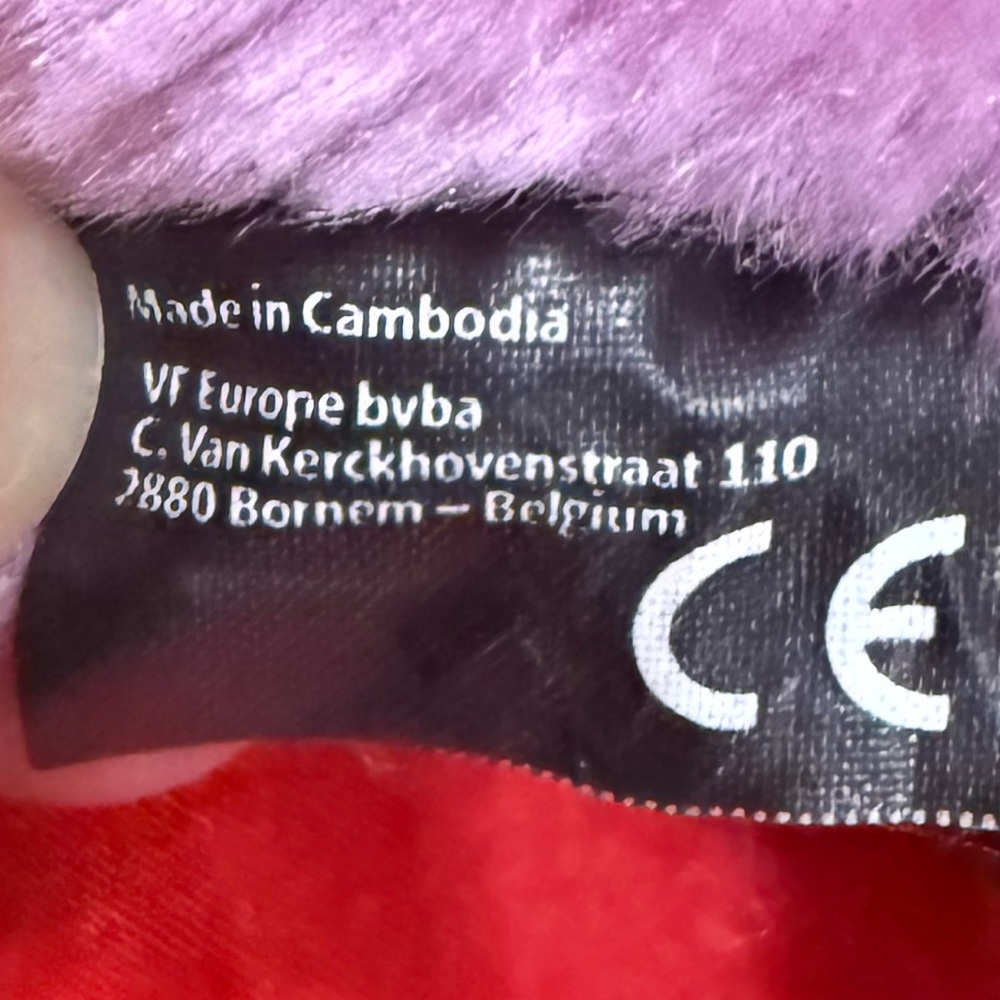 Made in Cambodia
VF Europe bvba
C. Van Kerckhovenstraat 110
2880 Bornem – Belgium
CE